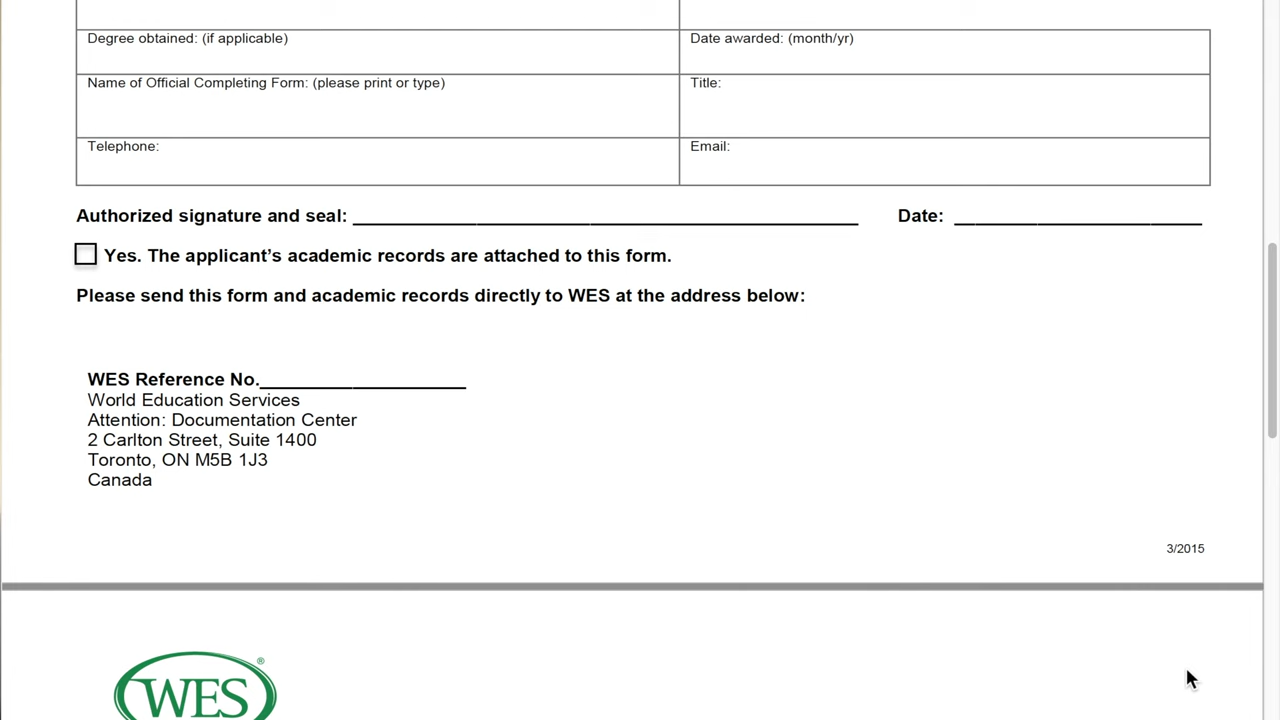 Degree obtained: (if applicable) Date awarded: (month/yr)
Name of Official Completing Form: (please print or type) Title:
Telephone: Email:
Authorized signature and seal: Date:
Yes. The applicant’s academic records are attached to this form.
Please send this form and academic records directly to WES at the address below:
WES Reference No.
World Education Services
Attention: Documentation Center
2 Carlton Street, Suite 1400
Toronto, ON M5B 1J3
Canada
3/2015
WES®